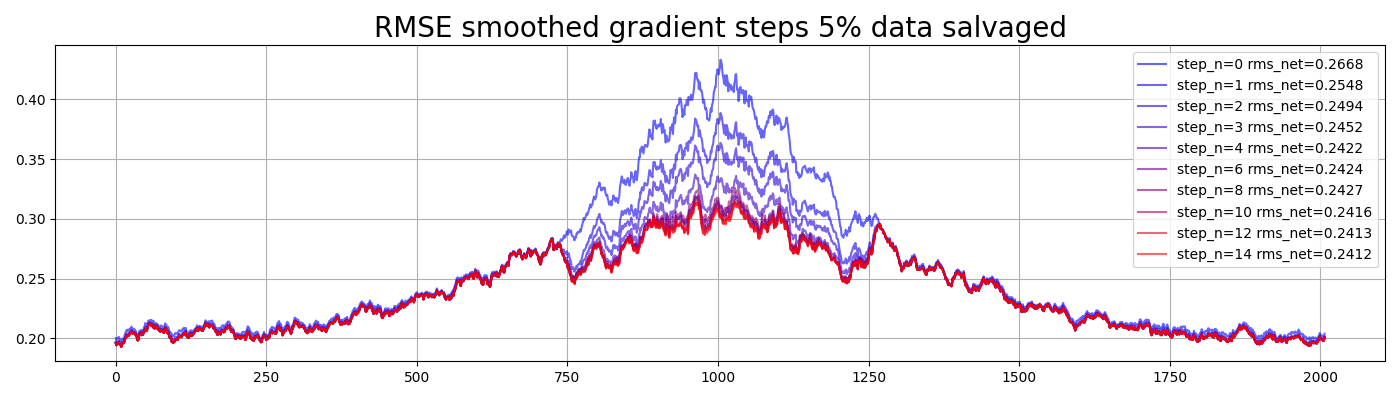 RMSE smoothed gradient steps 5% data salvaged
step_n=0 rms_net=0.2668
step_n=1 rms_net=0.2548
step_n=2 rms_net=0.2494
step_n=3 rms_net=0.2452
step_n=4 rms_net=0.2422
step_n=6 rms_net=0.2424
step_n=8 rms_net=0.2427
step_n=10 rms_net=0.2416
step_n=12 rms_net=0.2413
step_n=14 rms_net=0.2412
0.40
0.35
0.30
0.25
0.20
0 250 500 750 1000 1250 1500 1750 2000